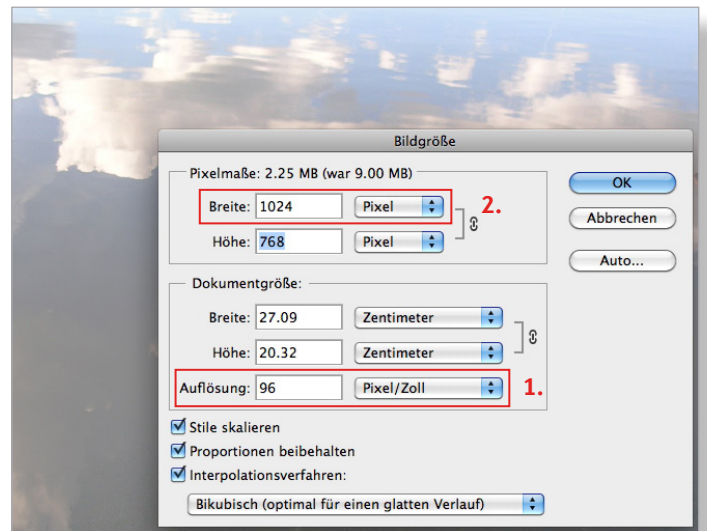 Bildgröße
Pixelmaße: 2.25 MB (war 9.00 MB)
Breite: 1024 Pixel 2.
Höhe: 768 Pixel
OK
Abbrechen
Auto...
Dokumentgröße:
Breite: 27.09 Zentimeter
Höhe: 20.32 Zentimeter
Auflösung: 96 Pixel/Zoll 1.
Stile skalieren
Proportionen beibehalten
Interpolationsverfahren:
Bikubisch (optimal für einen glatten Verlauf)